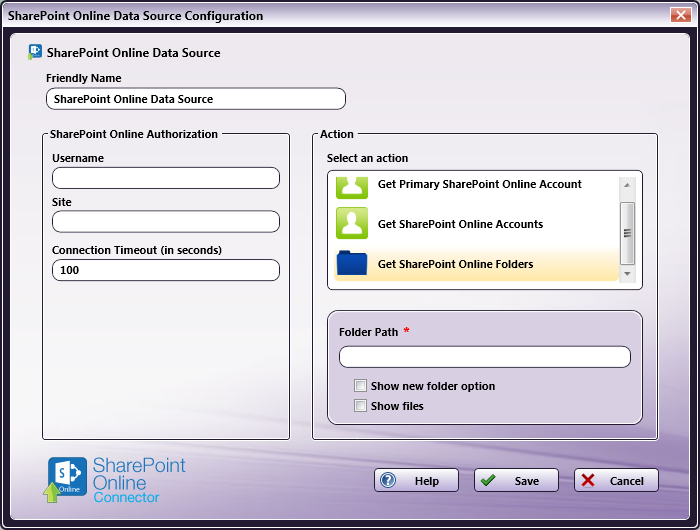 SharePoint Online Data Source Configuration
SharePoint Online Data Source
Friendly Name
SharePoint Online Data Source
SharePoint Online Authorization
Username
Site
Connection Timeout (in seconds)
100
Action
Select an action
Get Primary SharePoint Online Account
Get SharePoint Online Accounts
Get SharePoint Online Folders
Folder Path *
Show new folder option
Show files
S
Online
SharePoint
Online
Connector
Help
Save
Cancel